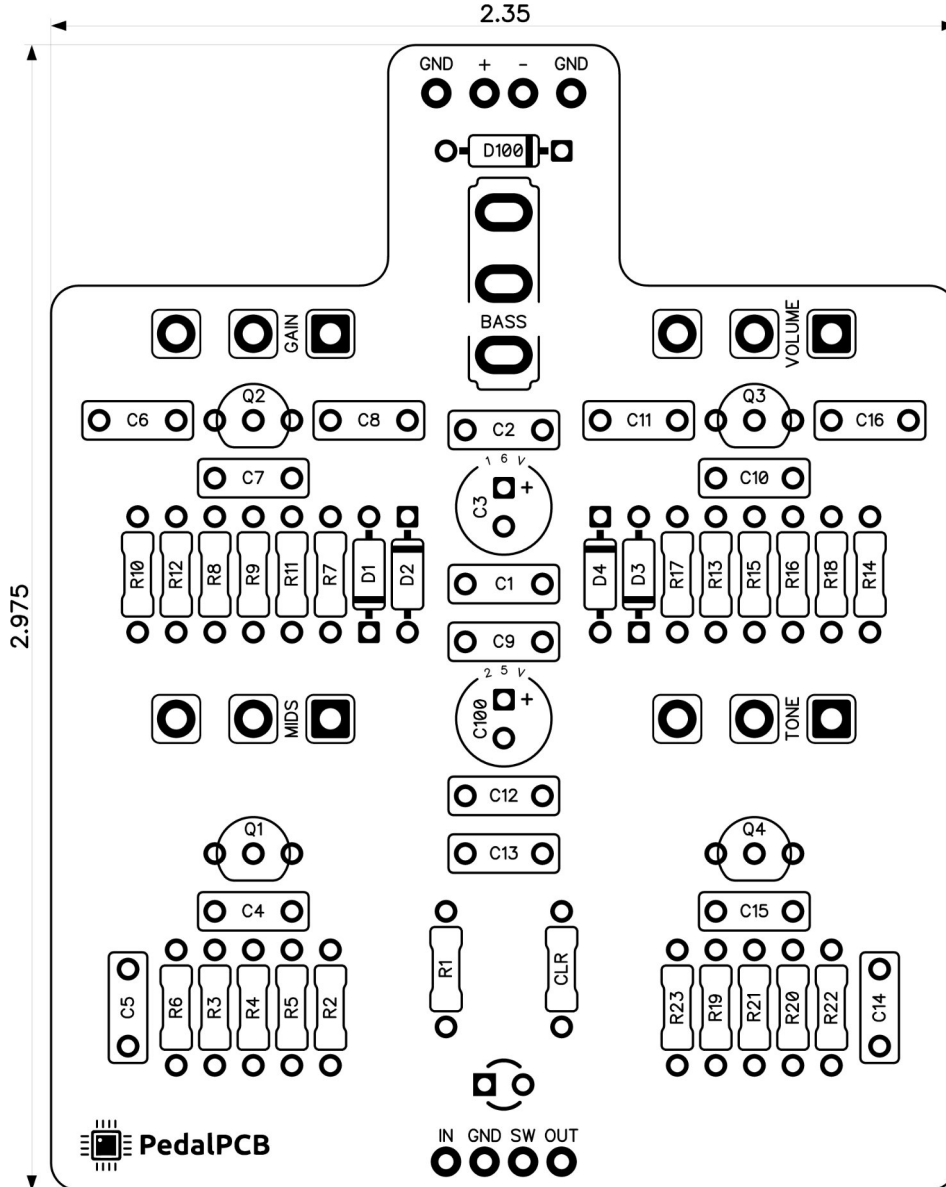 2.35
GND + - GND
D100
BASS
GAIN
VOLUME
Q2
Q3
C6
C8
C2
C11
C16
1 6 V
C7
C3 +
C10
R10 R12 R8 R9 R11 R7 D1 D2
C1
D4 D3 R17 R13 R15 R16 R18 R14
2.975
C9
2 5 V
C100 +
MIDS
TONE
C12
Q1
C13
Q4
C4
C15
C5 R6 R3 R4 R5 R2
R1
CLR
R23 R19 R21 R20 R22 C14
PedalPCB
IN GND SW OUT